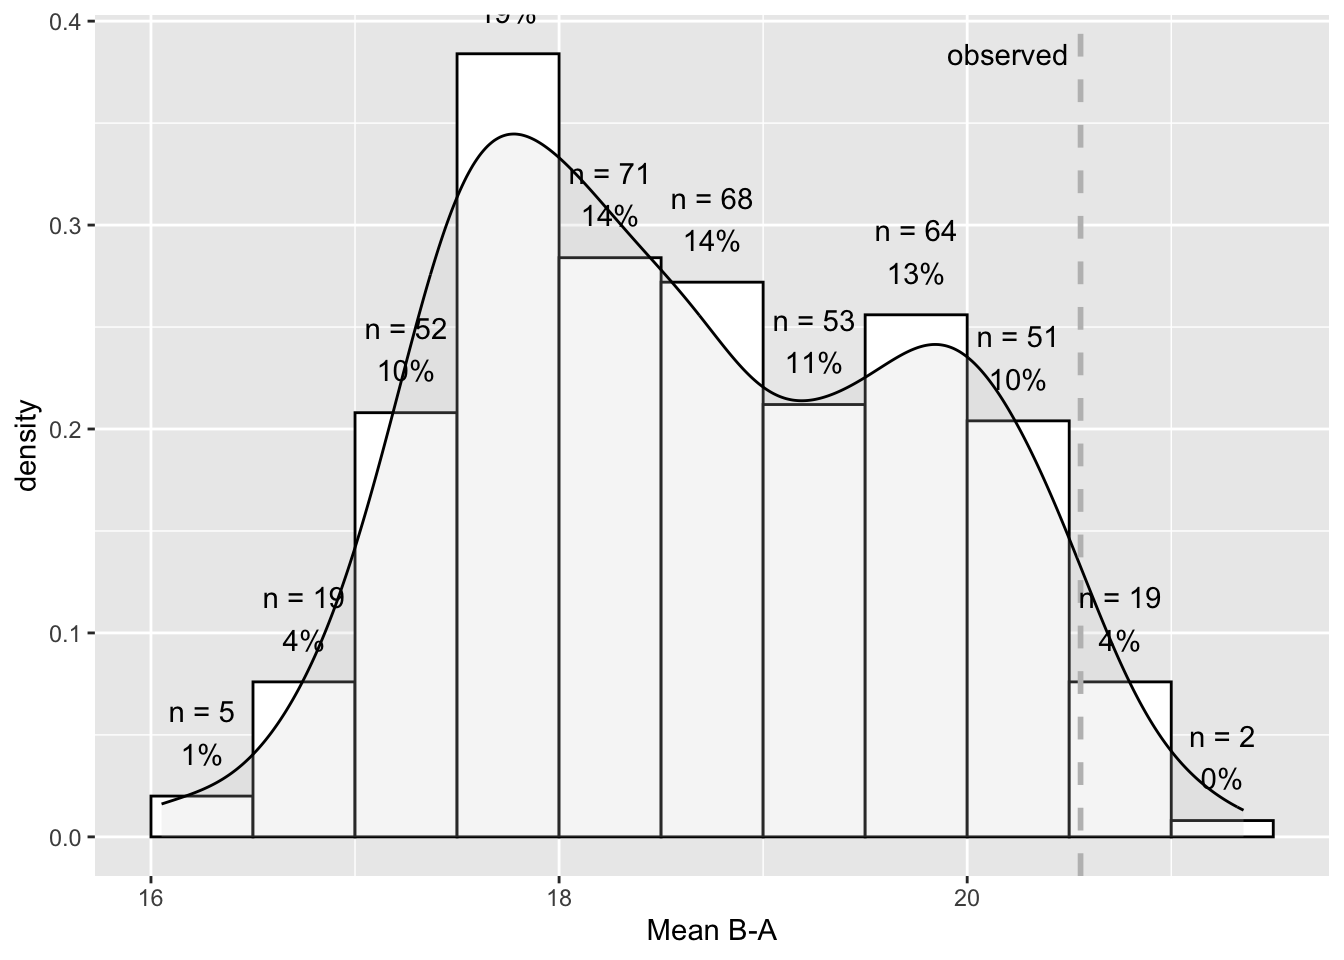 19%
observed
n = 71
14%
n = 68
14%
n = 64
13%
n = 52
10%
n = 53
11%
n = 51
10%
n = 19
4%
n = 19
4%
n = 5
1%
n = 2
0%
0.4
0.3
0.2
0.1
0.0
density
16
18
20
Mean B-A